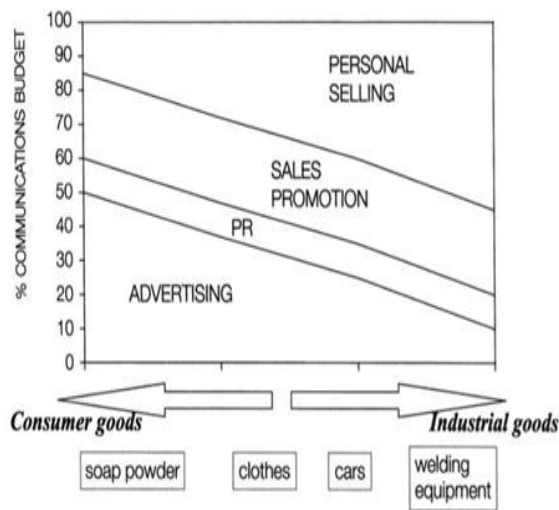 % COMMUNICATIONS BUDGET
100
90
80
70
60
50
40
30
20
10
0
PERSONAL
SELLING
SALES
PROMOTION
PR
ADVERTISING
Consumer goods
Industrial goods
soap powder
clothes
cars
welding
equipment